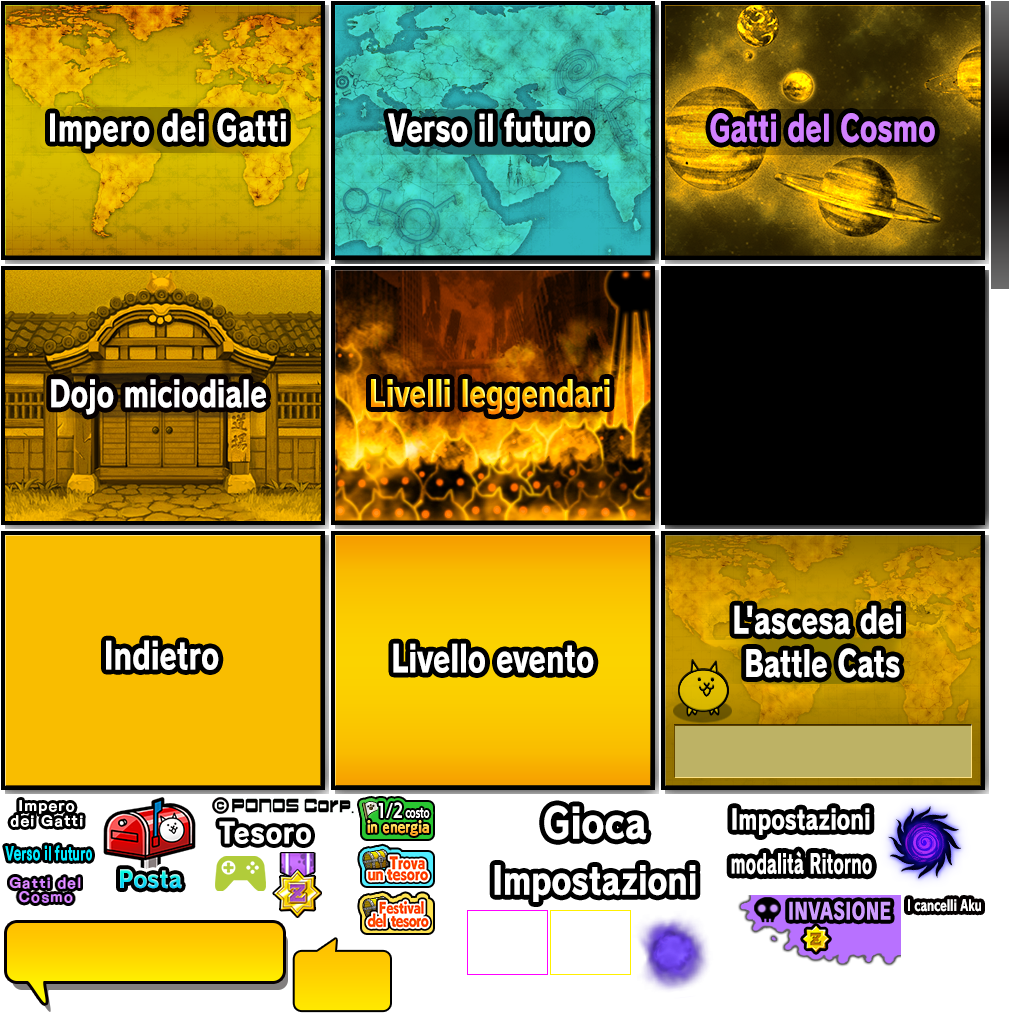 Impero dei Gatti
Verso il futuro
Gatti del Cosmo
Dojo miciodiale
道場
Livelli leggendari
Indietro
Livello evento
L'ascesa dei
Battle Cats
Impero
dei Gatti
Verso il futuro
Gatti del
Cosmo
Posta
© PONOS Corp.
Tesoro
Z
1/2 costo
in energia
Trova
un tesoro
Festival
del tesoro
Gioca
Impostazioni
Impostazioni
modalità Ritorno
INVASIONE
Z
I cancelli Aku